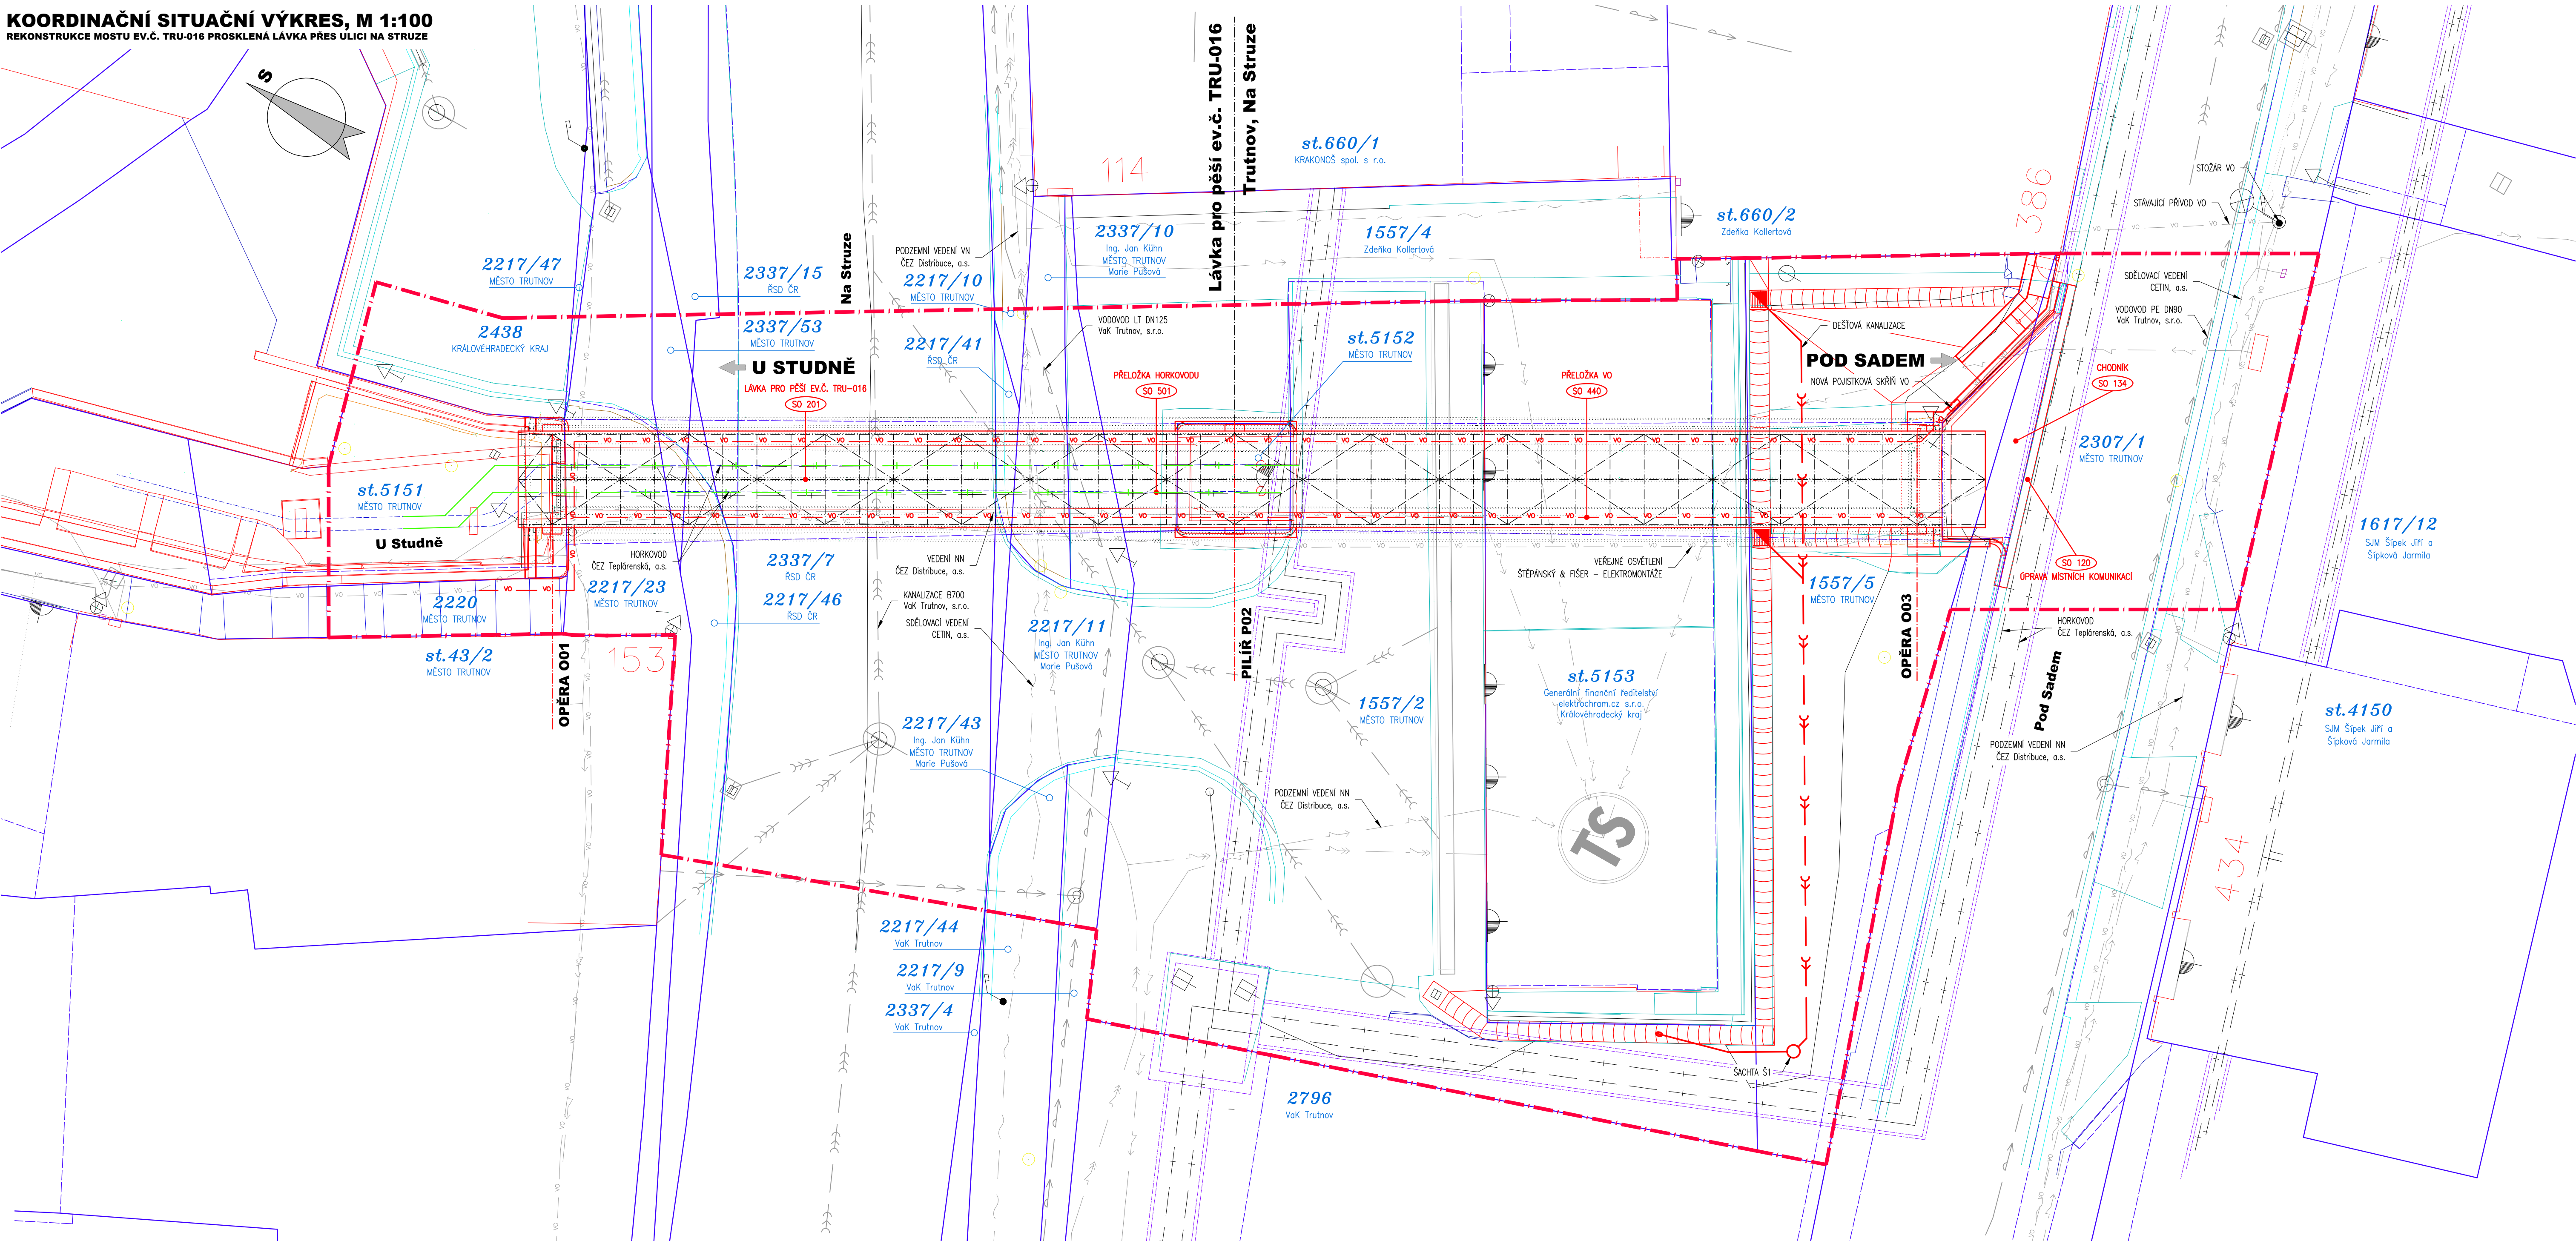 KOORDINAČNÍ SITUAČNÍ VÝKRES, M 1:100
REKONSTRUKCE MOSTU EV.Č. TRU-016 PROSKLENÁ LÁVKA PŘES ULICI NA STRUZE
S
Lávka pro pěší ev.č. TRU-016
Trutnov, Na Struze
114
st.660/1
KRAKONOŠ spol. s r.o.
386
STOŽÁR VO
STÁVAJÍCÍ PŘÍVOD VO
st.660/2
Zdeňka Kollertová
2217/47
MĚSTO TRUTNOV
2337/15
ŘSD ČR
Na Struze
PODZEMNÍ VEDENÍ VN
ČEZ Distribuce, a.s.
2217/10
MĚSTO TRUTNOV
2337/10
Ing. Jan Kühn
MĚSTO TRUTNOV
Marie Pušová
1557/4
Zdeňka Kollertová
SDĚLOVACÍ VEDENÍ
CETIN, a.s.
VODOVOD PE DN90
VaK Trutnov, s.r.o.
2438
KRÁLOVÉHRADECKÝ KRAJ
2337/53
MĚSTO TRUTNOV
VODOVOD LT DN125
VaK Trutnov, s.r.o.
2217/41
ŘSD ČR
st.5152
MĚSTO TRUTNOV
DEŠŤOVÁ KANALIZACE
U STUDNĚ
POD SADEM
NOVÁ POJISTKOVÁ SKŘÍŇ VO
LÁVKA PRO PĚŠÍ EV.Č. TRU-016
SO 201
PŘELOŽKA HORKOVODU
SO 501
PŘELOŽKA VO
SO 440
CHODNÍK
SO 134
2307/1
MĚSTO TRUTNOV
st.5151
MĚSTO TRUTNOV
U Studně
1617/12
SJM Šípek Jiří a
Šípková Jarmila
HORKOVOD
ČEZ Teplárenská, a.s.
2217/23
MĚSTO TRUTNOV
2337/7
ŘSD ČR
2217/46
ŘSD ČR
VEDENÍ NN
ČEZ Distribuce, a.s.
KANALIZACE B700
VaK Trutnov, s.r.o.
SDĚLOVACÍ VEDENÍ
CETIN, a.s.
VEŘEJNÉ OSVĚTLENÍ
ŠTĚPÁNSKÝ & FIŠER - ELEKTROMONTÁŽE
1557/5
MĚSTO TRUTNOV
SO 120
ÚPRAVA MÍSTNÍCH KOMUNIKACÍ
2220
MĚSTO TRUTNOV
st.43/2
MĚSTO TRUTNOV
OPĚRA O01
153
2217/11
Ing. Jan Kühn
MĚSTO TRUTNOV
Marie Pušová
PILÍŘ P02
OPĚRA O03
HORKOVOD
ČEZ Teplárenská, a.s.
Pod Sadem
2217/43
Ing. Jan Kühn
MĚSTO TRUTNOV
Marie Pušová
1557/2
MĚSTO TRUTNOV
st.5153
Generální finanční ředitelství
elektrochram.cz s.r.o.
Královéhradecký kraj
st.4150
SJM Šípek Jiří a
Šípková Jarmila
PODZEMNÍ VEDENÍ NN
ČEZ Distribuce, a.s.
PODZEMNÍ VEDENÍ NN
ČEZ Distribuce, a.s.
TS
434
2217/44
VaK Trutnov
2217/9
VaK Trutnov
2337/4
VaK Trutnov
ŠACHTA Š1
2796
VaK Trutnov